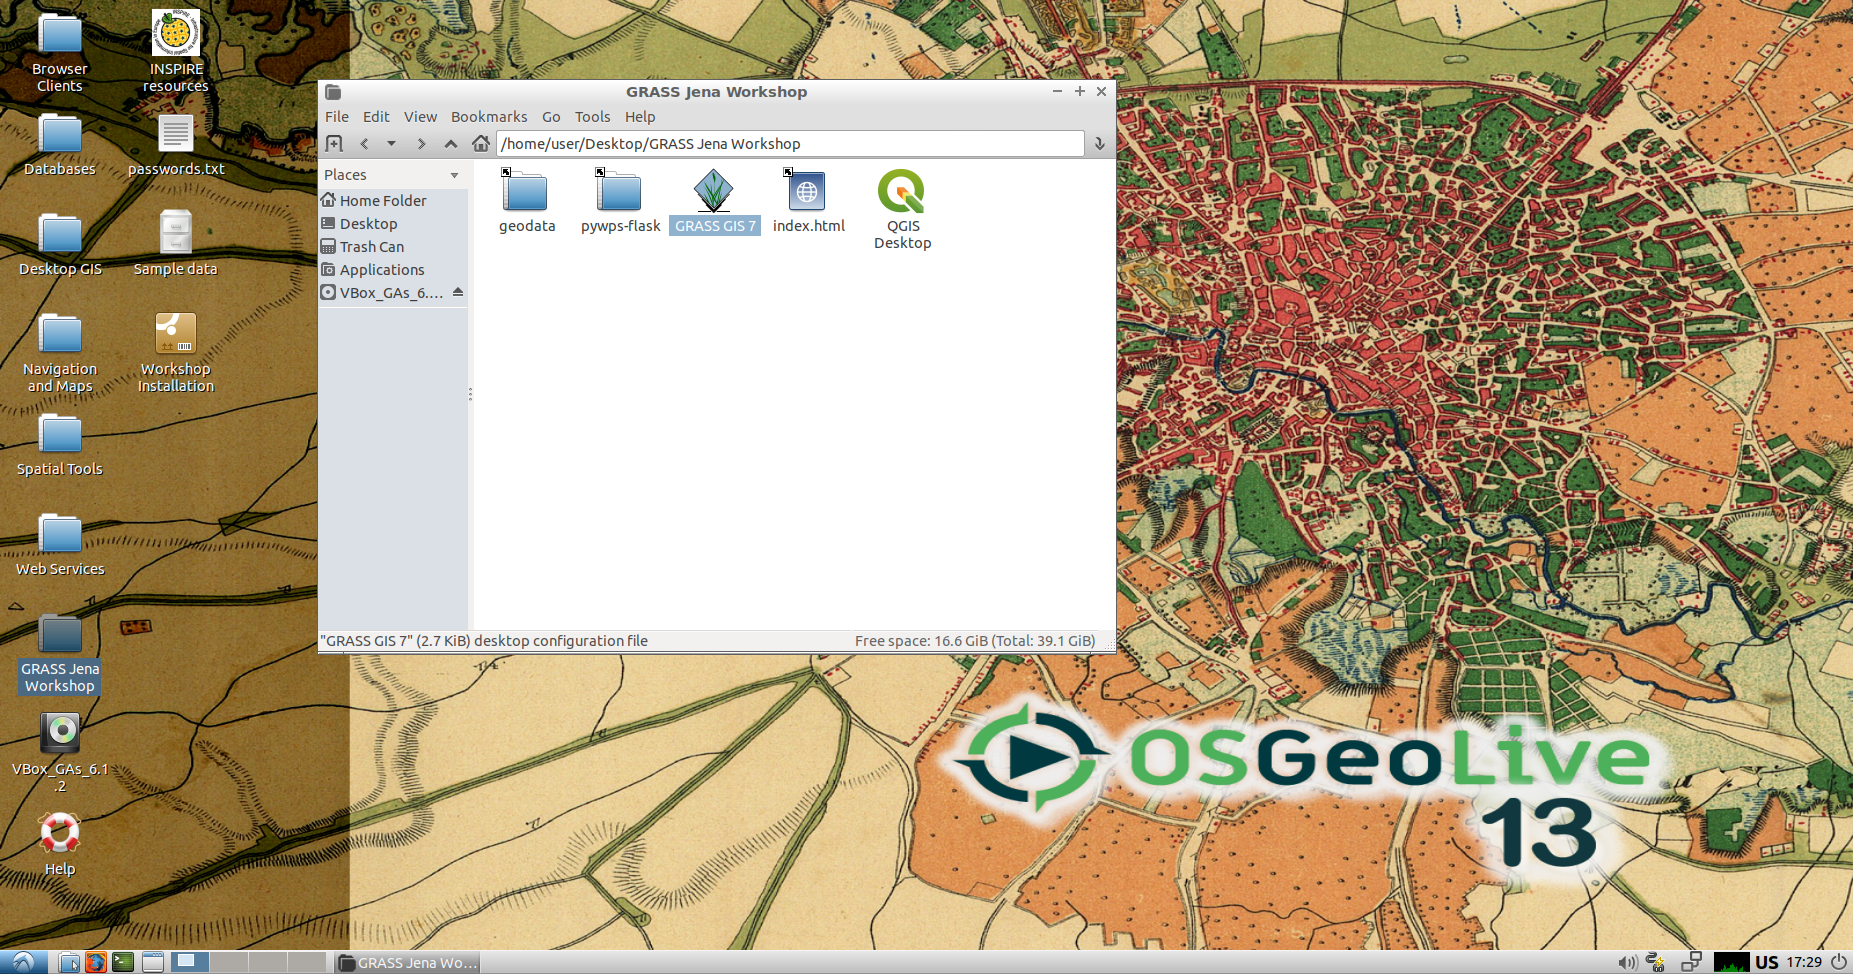 Browser
Clients
INSPIRE
resources
Databases
passwords.txt
Desktop GIS
Sample data
Navigation
and Maps
Workshop
Installation
Spatial Tools
Web Services
GRASS Jena
Workshop
VBox_GAs_6.1
.2
Help
GRASS Jena Workshop
File Edit View Bookmarks Go Tools Help
/home/user/Desktop/GRASS Jena Workshop
Places
Home Folder
Desktop
Trash Can
Applications
VBox_GAs_6....
geodata
pywps-flask
GRASS GIS 7
index.html
QGIS
Desktop
"GRASS GIS 7" (2.7 KiB) desktop configuration file
Free space: 16.6 GiB (Total: 39.1 GiB)
OSGeoLive
13
GRASS Jena Wo...
US 17:29